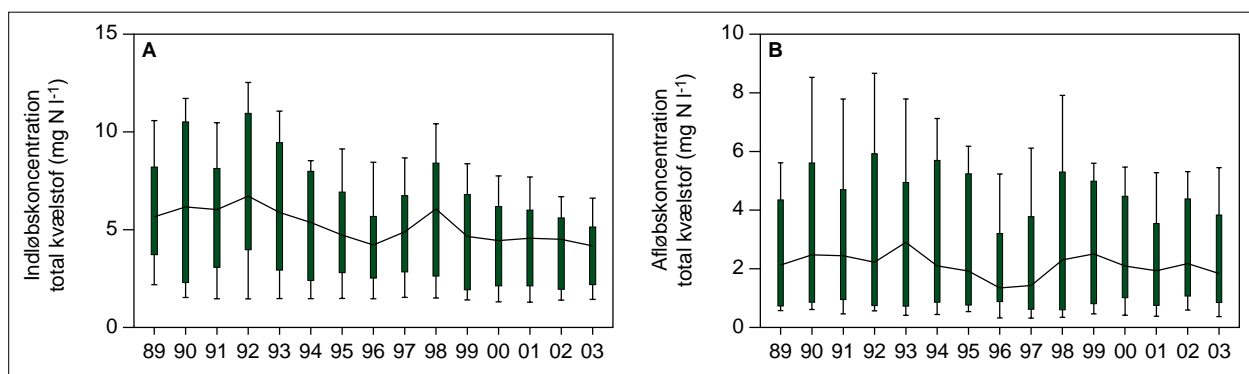 A
Indløbskoncentration
total kvælstof (mg N l-1)
15
10
5
0
89 90 91 92 93 94 95 96 97 98 99 00 01 02 03
B
Afløbskoncentration
total kvælstof (mg N l-1)
10
8
6
4
2
0
89 90 91 92 93 94 95 96 97 98 99 00 01 02 03